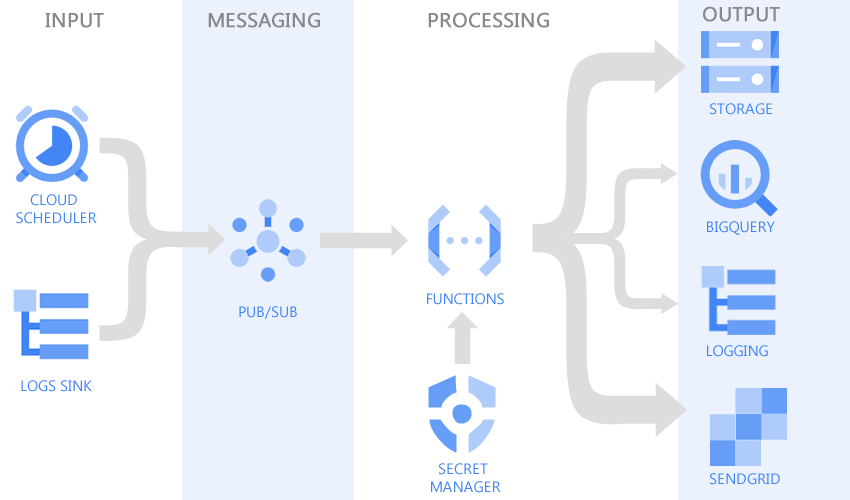 INPUT
MESSAGING
PROCESSING
OUTPUT
STORAGE
CLOUD
SCHEDULER
BIGQUERY
PUB/SUB
FUNCTIONS
LOGGING
LOGS SINK
SECRET
MANAGER
SENDGRID